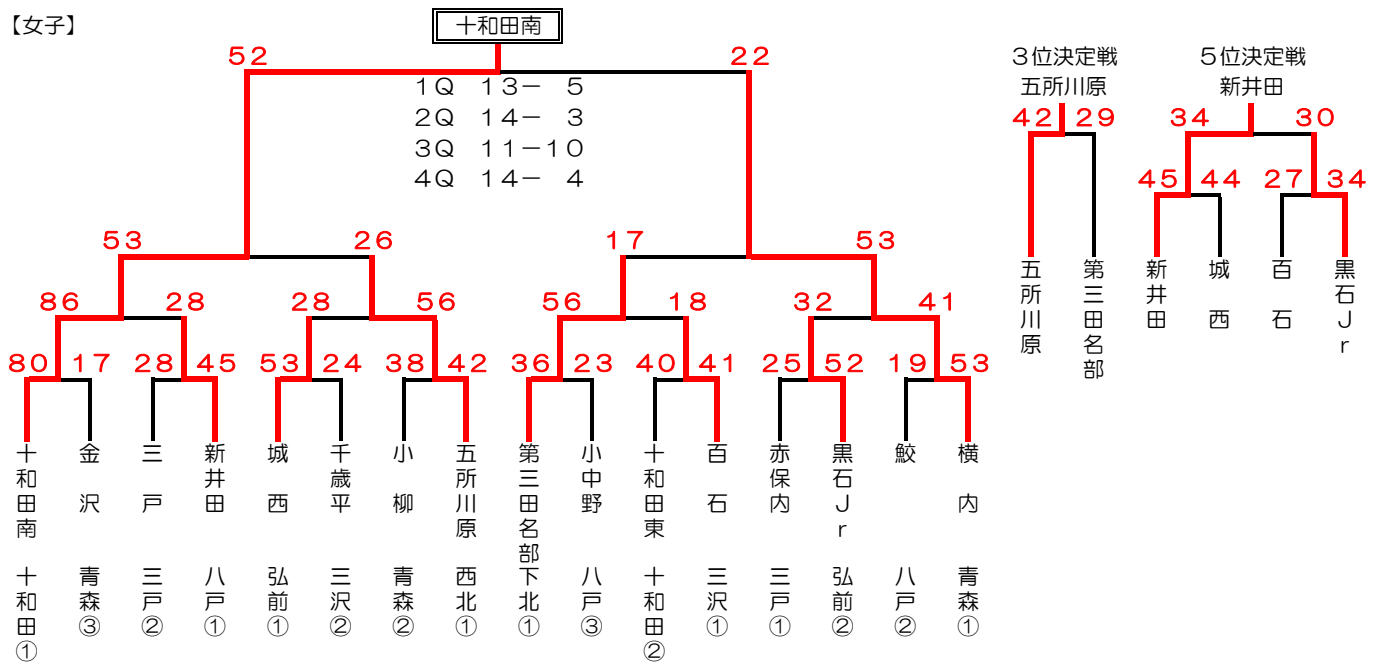 【女子】
十和田南
52 22
1Q 13− 5
2Q 14− 3
3Q 11−10
4Q 14− 4
53 26 17 53
86 28 28 56 56 18 32 41
80 17 28 45 53 24 38 42 36 23 40 41 25 52 19 53
十和田南 十和田①
金沢 青森③
三戸 三戸②
新井田 八戸①
城西 弘前①
千歳平 三沢②
小柳 青森②
五所川原 西北①
第三田名部 下北①
小中野 八戸③
十和田東 十和田②
百石 三沢①
赤保内 三戸①
黒石Jr 弘前②
鮫 八戸②
横内 青森①
3位決定戦
五所川原
42 29
五所川原
第三田名部
5位決定戦
新井田
34 30
45 44 27 34
新井田
城西
百石
黒石Jr